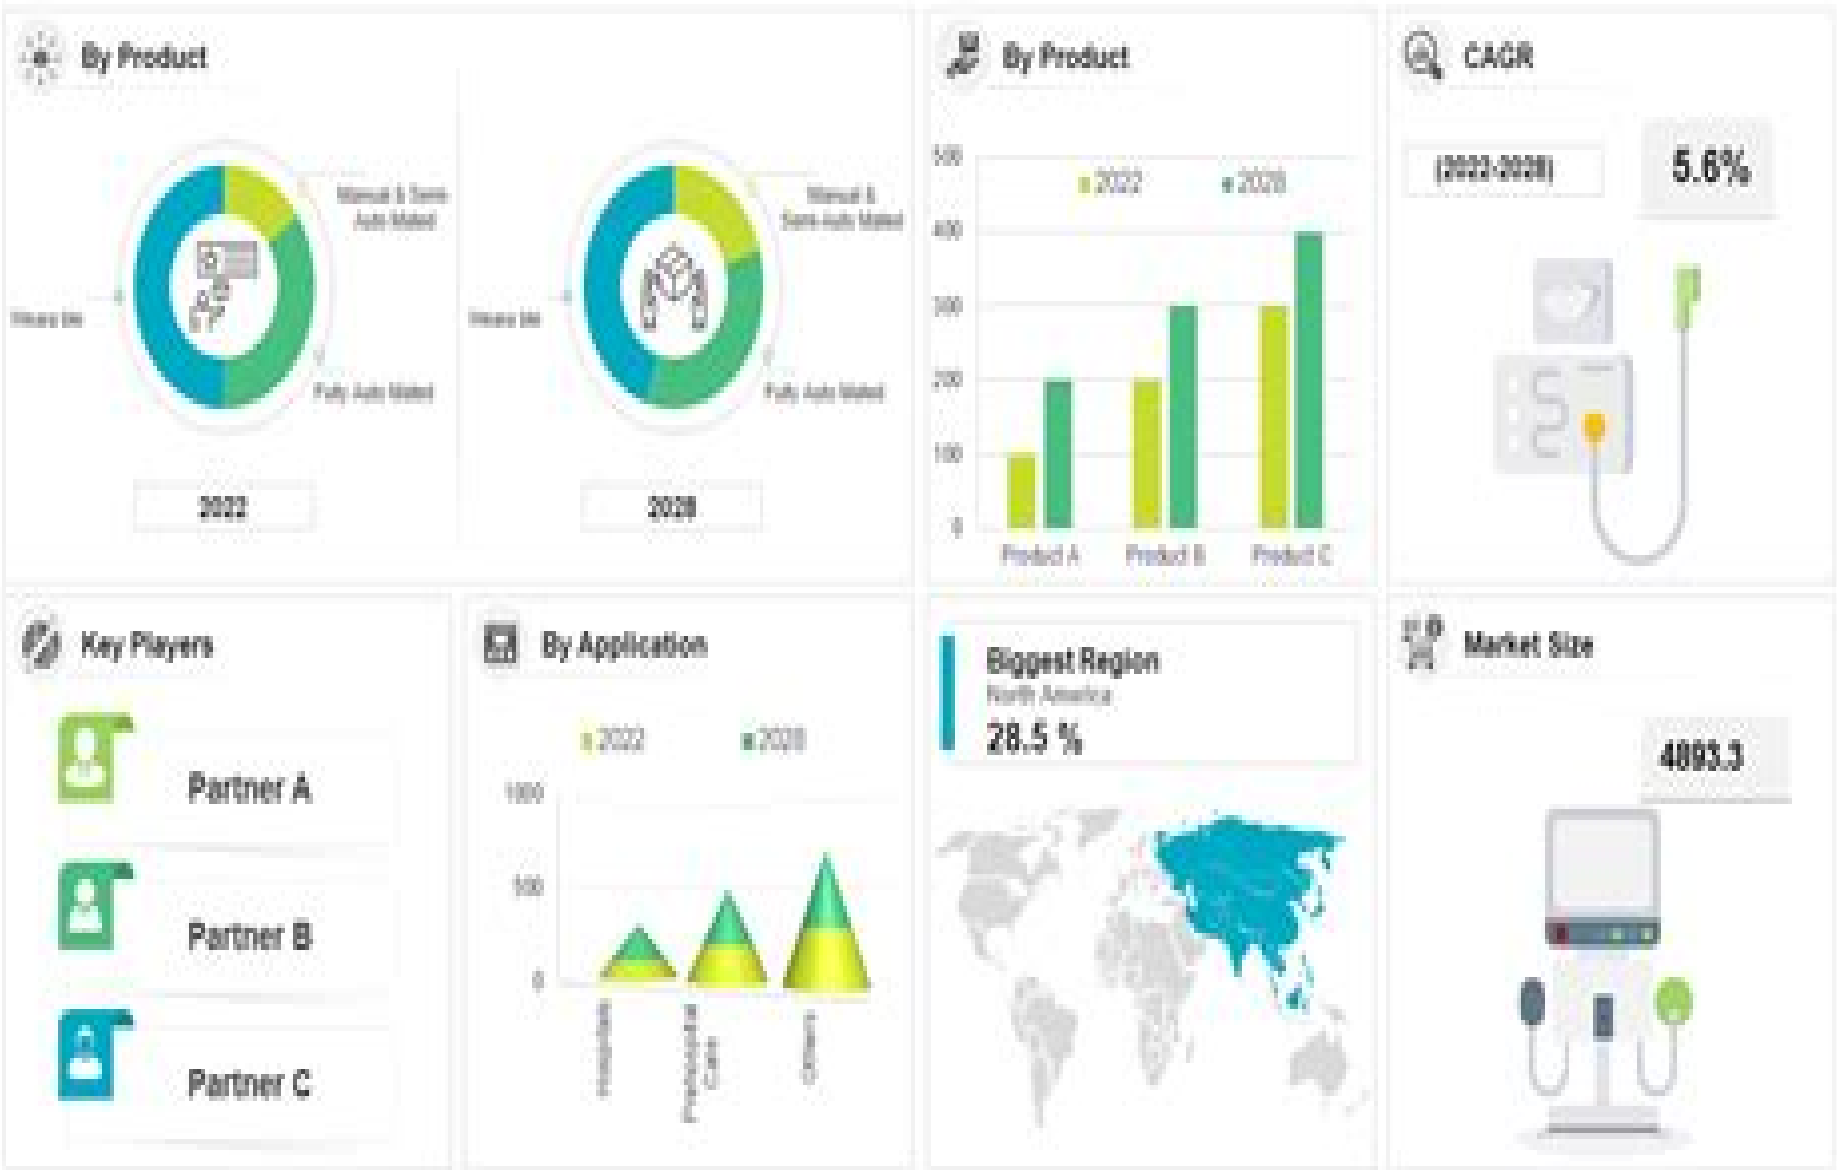 By Product
Manual & Semi
Auto Mated
Fully Auto Mated
2022
Manual &
Semi-Auto Mated
Fully Auto Mated
2028
By Product
500
400
300
200
100
0
2022
2028
Product A
Product B
Product C
CAGR
(2022-2028)
5.6%
Key Players
Partner A
Partner B
Partner C
By Application
2022
2028
1000
500
0
Hospitals
Prehospital
Care
Others
Biggest Region
North America
28.5 %
Market Size
4893.3